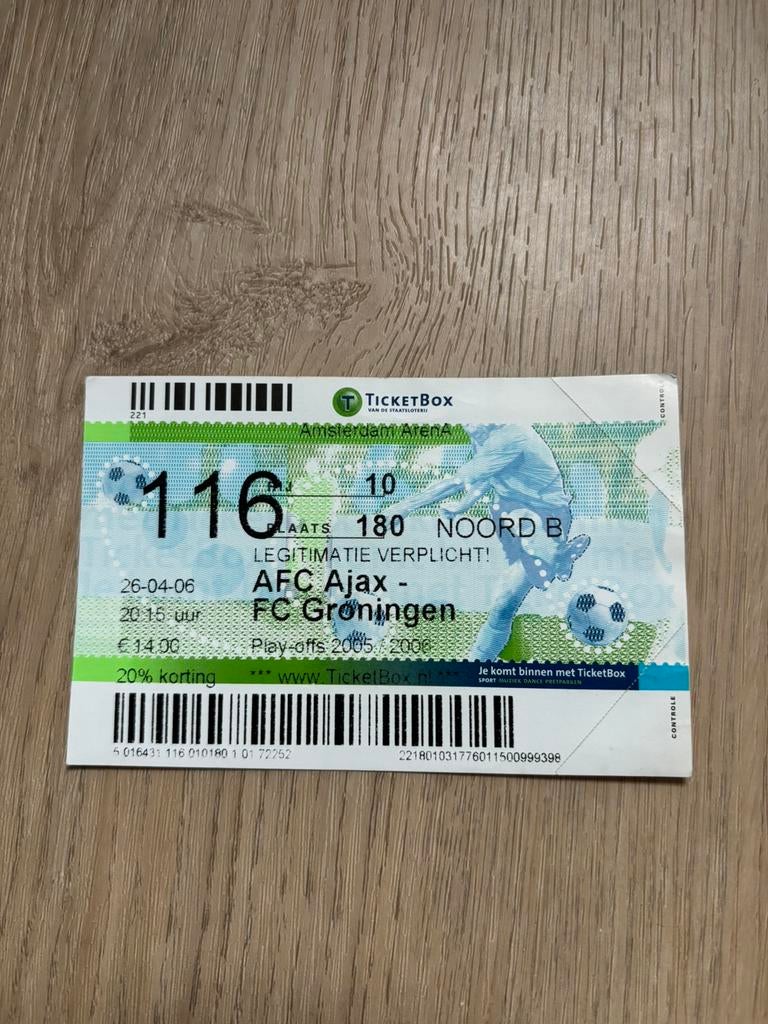 221
TICKETBOX
VAN DE STAATSLOTERIJ
CONTROLE
Amsterdam ArenA
116
RIJ 10
PLAATS 180 NOORD B
LEGITIMATIE VERPLICHT!
26-04-06
AFC Ajax -
20.15 uur
FC Groningen
€ 14.00
Play-offs 2005 / 2006
20% korting
*** www.TicketBox.nl ***
Je komt binnen met TicketBox
SPORT MUZIEK DANCE PRETPARKEN
CONTROLE
5 016431 116 010180 1 01 72252
221801031776011500999398